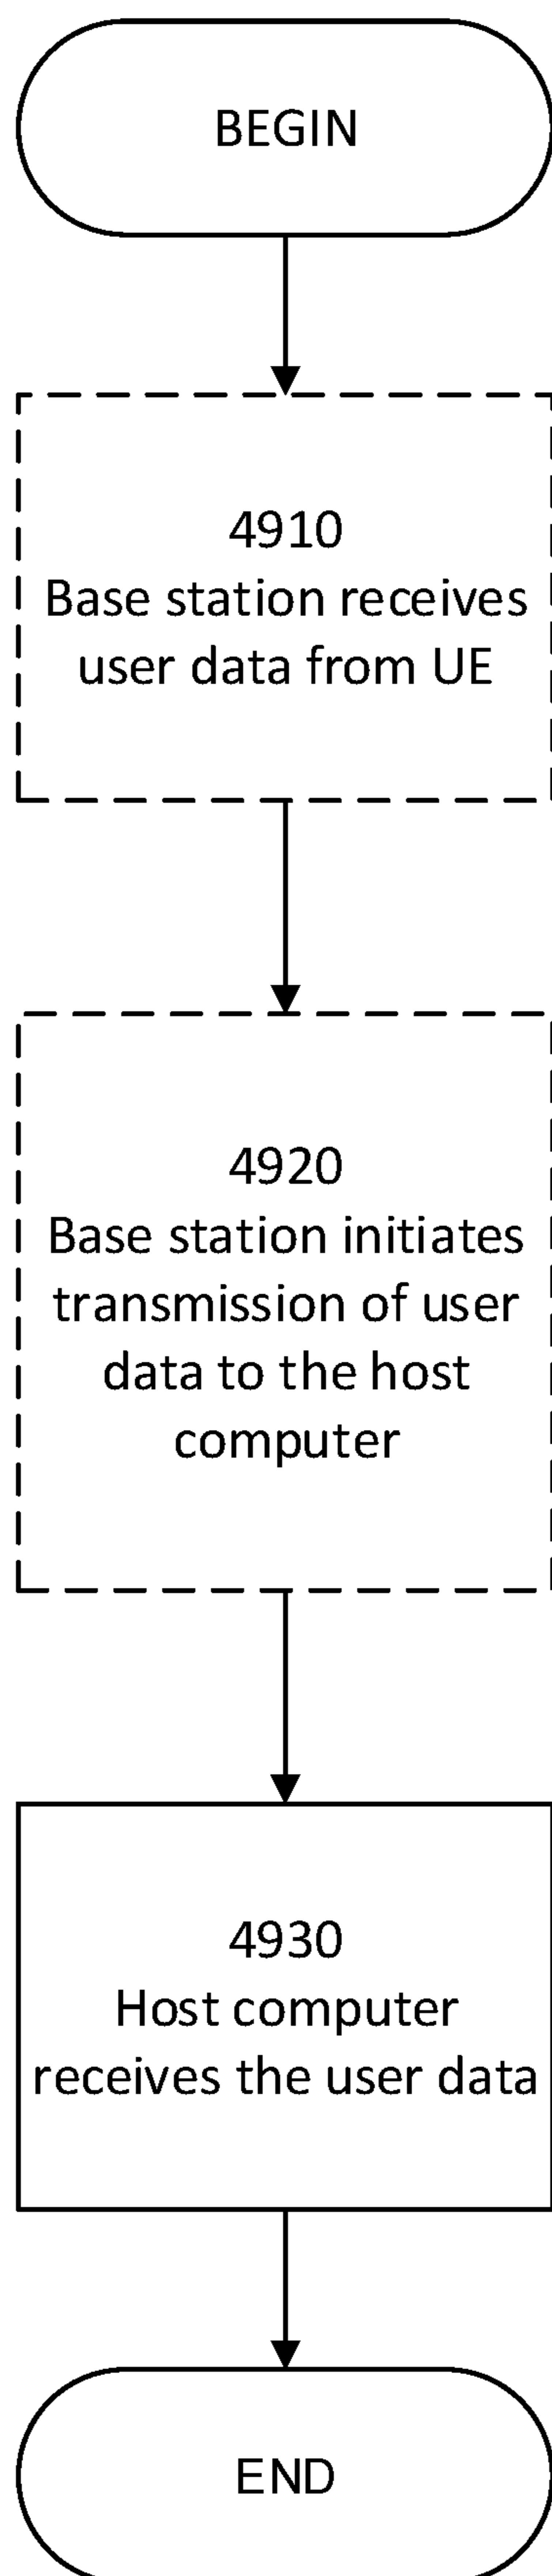 BEGIN
4910
Base station receives
user data from UE
4920
Base station initiates
transmission of user
data to the host
computer
4930
Host computer
receives the user data
END